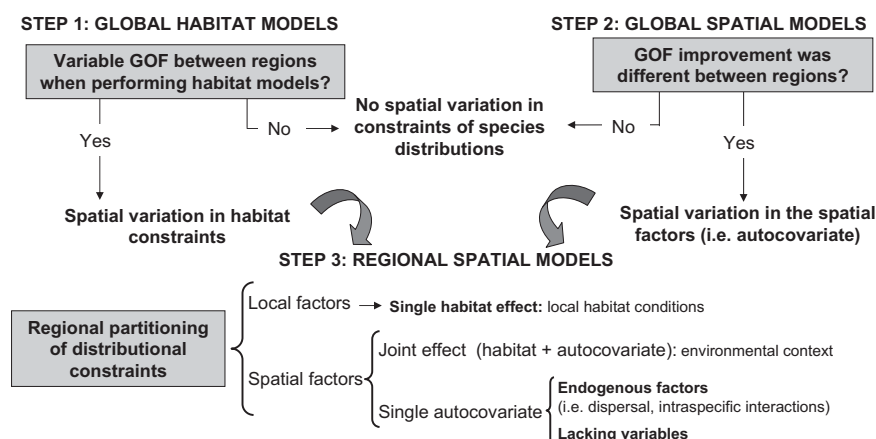 STEP 1: GLOBAL HABITAT MODELS
Variable GOF between regions
when performing habitat models?
STEP 2: GLOBAL SPATIAL MODELS
GOF improvement was
different between regions?
No spatial variation in
constraints of species
distributions
No
No
Yes
Yes
Spatial variation in habitat
constraints
Spatial variation in the spatial
factors (i.e. autocovariate)
STEP 3: REGIONAL SPATIAL MODELS
Regional partitioning
of distributional
constraints
Local factors
Single habitat effect: local habitat conditions
Spatial factors
Joint effect (habitat + autocovariate): environmental context
Single autocovariate
Endogenous factors
(i.e. dispersal, intraspecific interactions)
Lacking variables